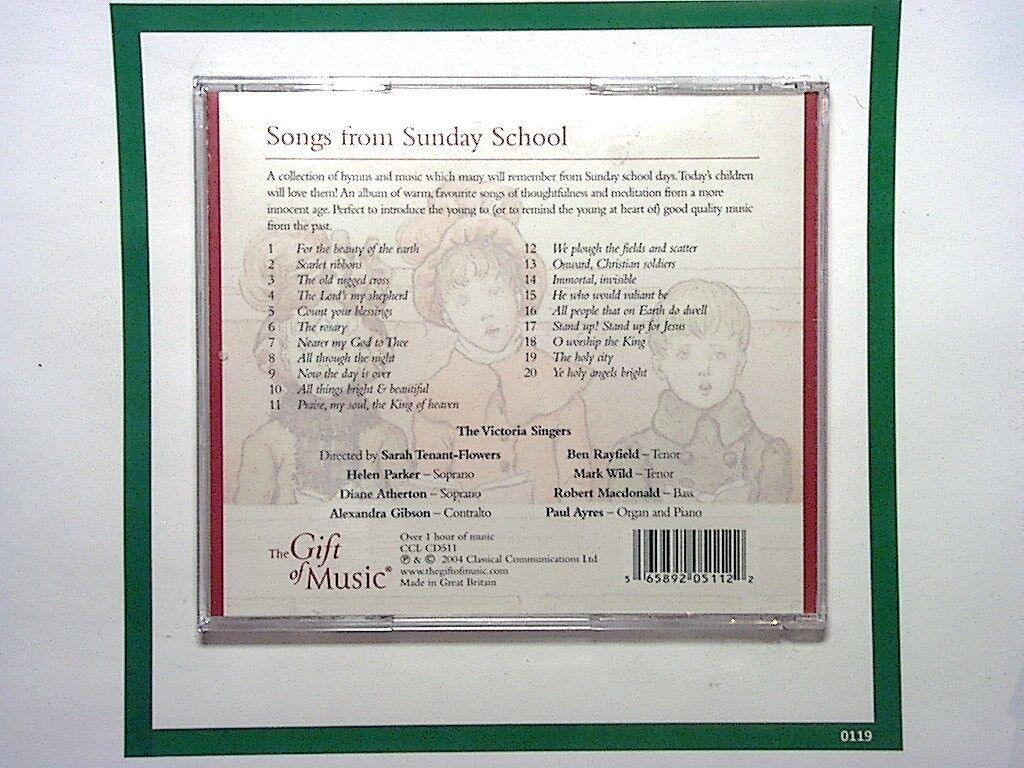 Songs from Sunday School
A collection of hymns and music which many will remember from Sunday school days. Today's children
will love them! An album of warm, favourite songs of thoughtfulness and meditation from a more
innocent age. Perfect to introduce the young to (or to remind the young at heart of) good quality music
from the past.
1 For the beauty of the earth
2 Scarlet ribbons
3 The old rugged cross
4 The Lord's my shepherd
5 Count your blessings
6 The rosary
7 Nearer my God to Thee
8 All through the night
9 Now the day is over
10 All things bright & beautiful
11 Praise, my soul, the King of heaven
12 We plough the fields and scatter
13 Onward, Christian soldiers
14 Immortal, invisible
15 He who would valiant be
16 All people that on Earth do dwell
17 Stand up! Stand up for Jesus
18 O worship the King
19 The holy city
20 Ye holy angels bright
The Victoria Singers
Directed by Sarah Tenant-Flowers
Helen Parker – Soprano
Diane Atherton – Soprano
Alexandra Gibson – Contralto
Ben Rayfield – Tenor
Mark Wild – Tenor
Robert Macdonald – Bass
Paul Ayres – Organ and Piano
The Gift of Music®
Over 1 hour of music
CCL CD511
℗ & © 2004 Classical Communications Ltd
www.thegiftofmusic.com
Made in Great Britain
5 65892 05112 2
0119